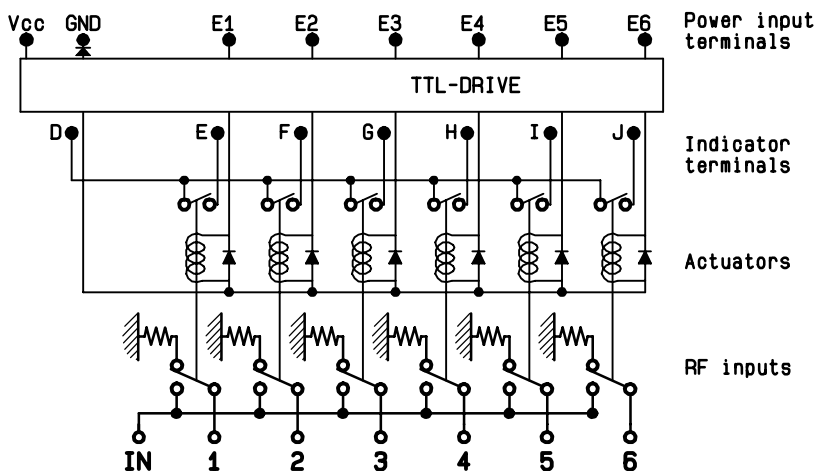 Vcc GND E1 E2 E3 E4 E5 E6 Power input
terminals
TTL-DRIVE
D E F G H I J Indicator
terminals
Actuators
RF inputs
IN 1 2 3 4 5 6